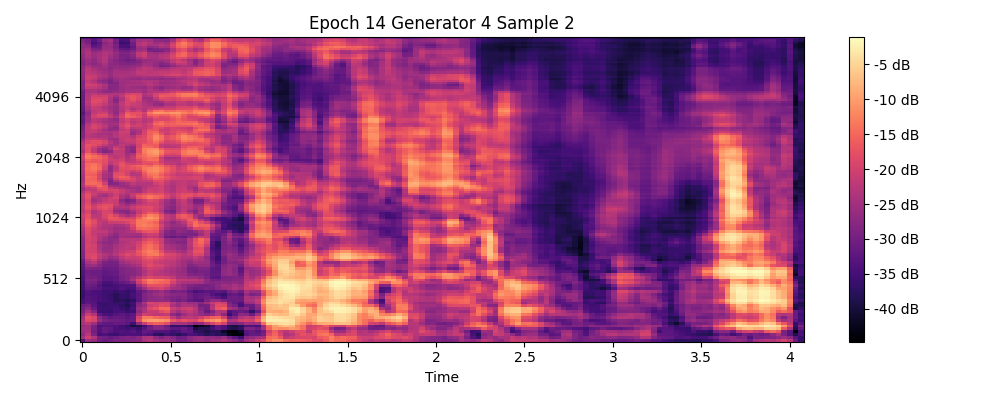 Epoch 14 Generator 4 Sample 2
Hz
4096
2048
1024
512
0
0 0.5 1 1.5 2 2.5 3 3.5 4
Time
-5 dB
-10 dB
-15 dB
-20 dB
-25 dB
-30 dB
-35 dB
-40 dB